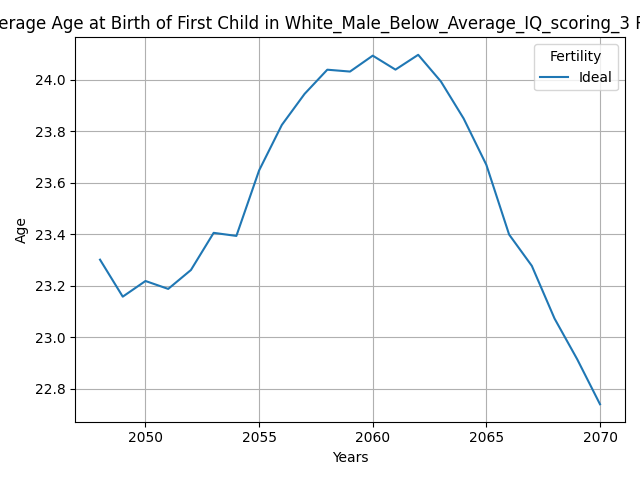 Average Age at Birth of First Child in White_Male_Below_Average_IQ_scoring_3
Fertility
Ideal
24.0
23.8
23.6
23.4
23.2
23.0
22.8
Age
2050 2055 2060 2065 2070
Years